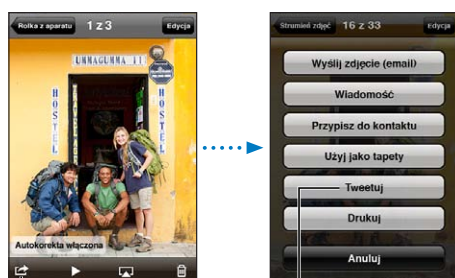 Rolka z aparatu
1 z 3
Edycja
UMMAGUMMA II
HOSTEL
HOSTEL
Autokorekta włączona
Strumień zdjęć
16 z 33
Edycja
Wyślij zdjęcie (email)
Wiadomość
Przypisz do kontaktu
Użyj jako tapety
Tweetuj
Drukuj
Anuluj